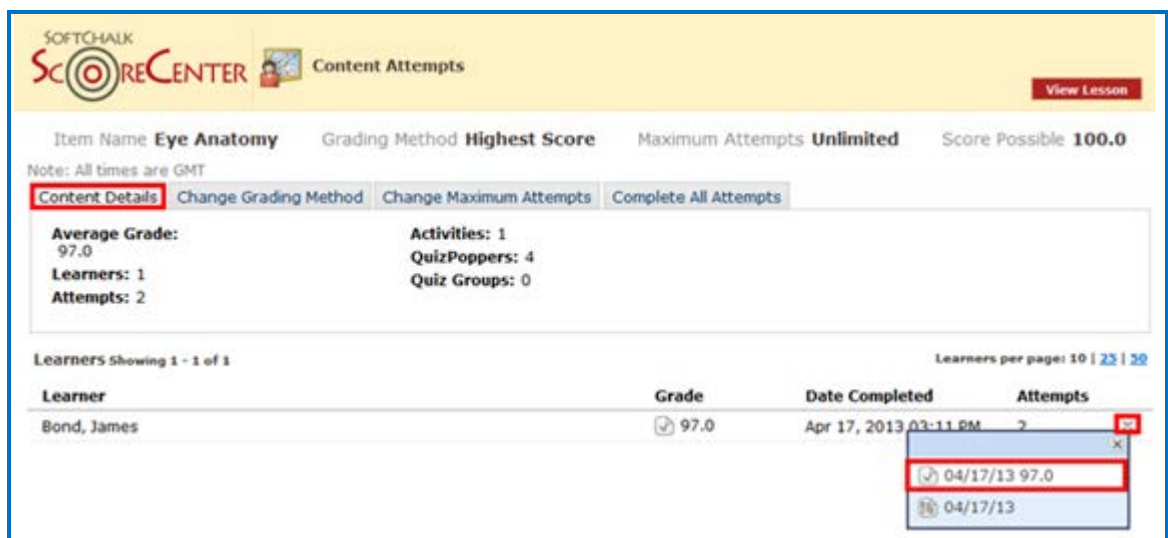 SOFTCHALK
SCORECENTER Content Attempts
View Lesson
Item Name Eye Anatomy Grading Method Highest Score Maximum Attempts Unlimited Score Possible 100.0
Note: All times are GMT
Content Details Change Grading Method Change Maximum Attempts Complete All Attempts
Average Grade: Activities: 1
97.0 QuizPoppers: 4
Learners: 1 Quiz Groups: 0
Attempts: 2
Learners Showing 1 - 1 of 1 Learners per page: 10 | 25 | 50
Learner Grade Date Completed Attempts
Bond, James 97.0 Apr 17, 2013 03:11 PM 2
04/17/13 97.0
04/17/13